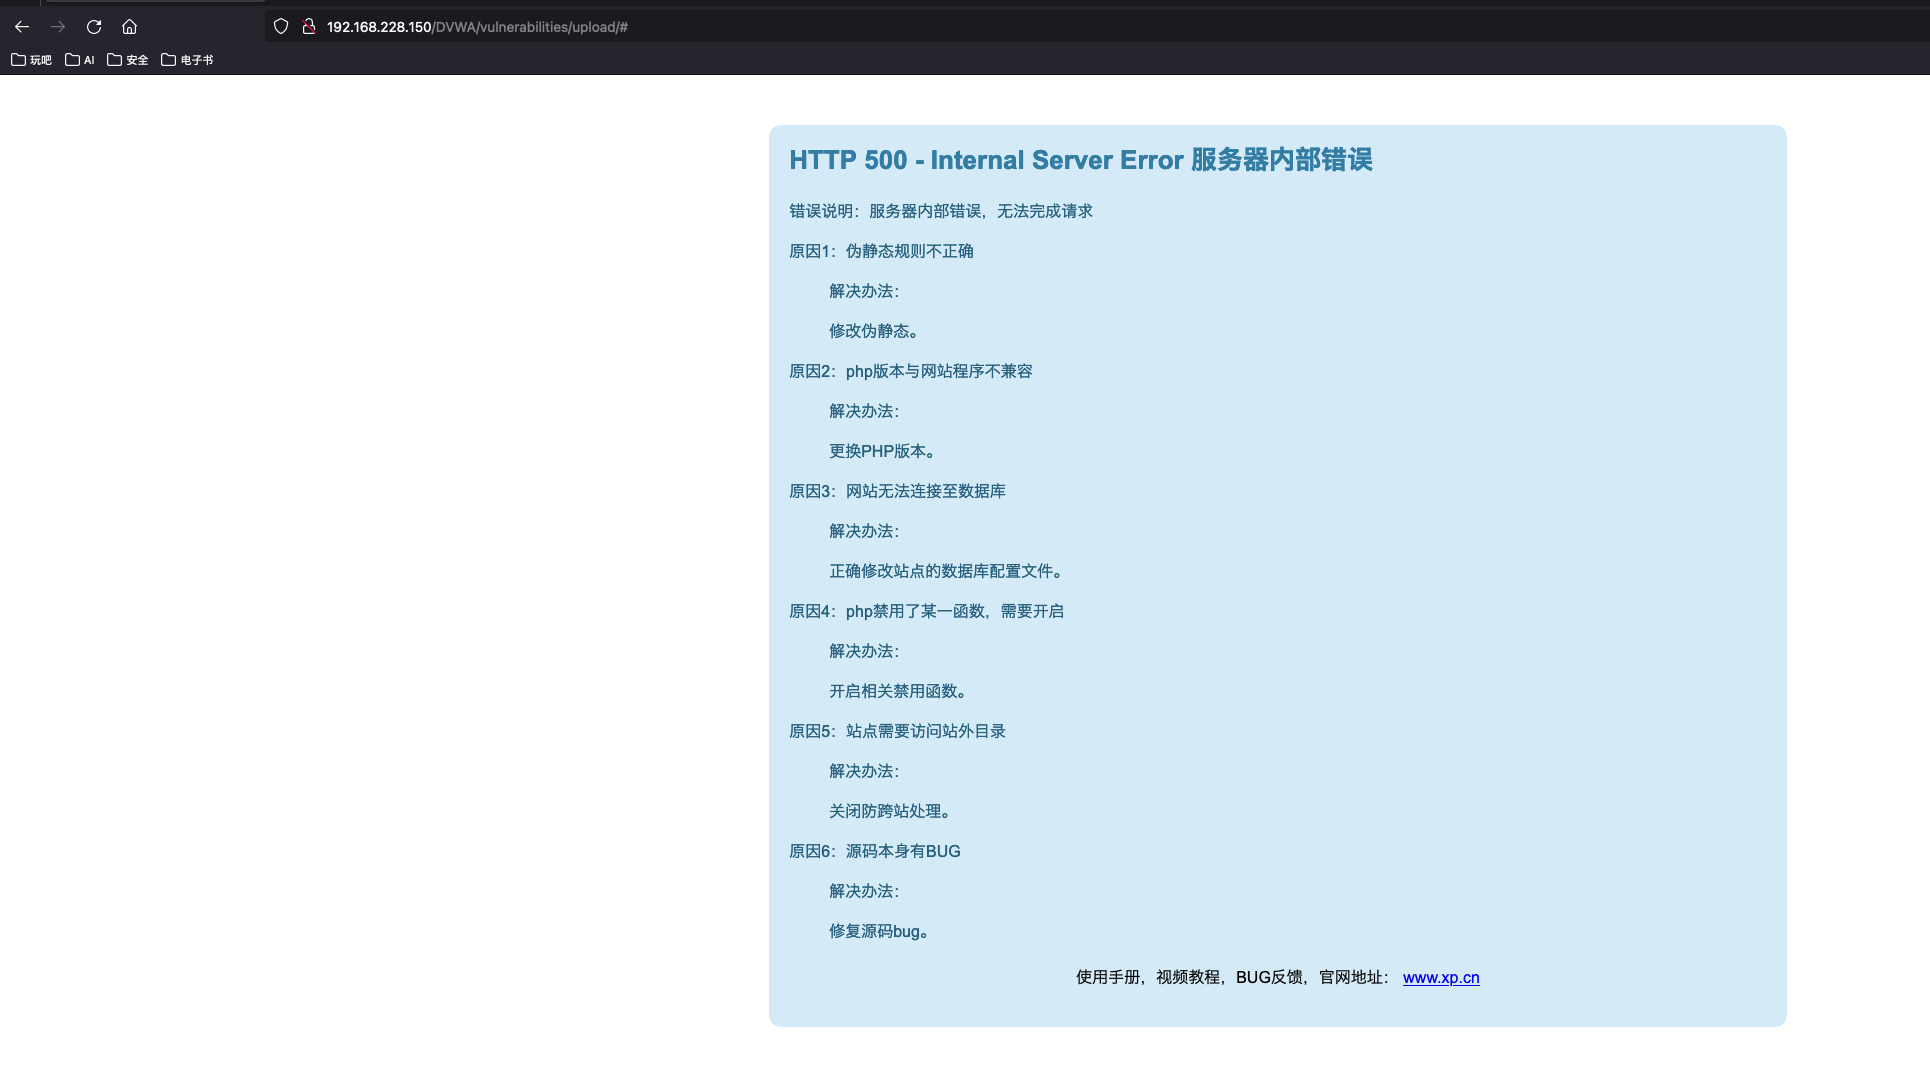 192.168.228.150/DVWA/vulnerabilities/upload/#
玩吧 AI 安全 电子书
HTTP 500 - Internal Server Error 服务器内部错误
错误说明：服务器内部错误，无法完成请求
原因1：伪静态规则不正确
解决办法：
修改伪静态。
原因2：php版本与网站程序不兼容
解决办法：
更换PHP版本。
原因3：网站无法连接至数据库
解决办法：
正确修改站点的数据库配置文件。
原因4：php禁用了某一函数，需要开启
解决办法：
开启相关禁用函数。
原因5：站点需要访问站外目录
解决办法：
关闭防跨站处理。
原因6：源码本身有BUG
解决办法：
修复源码bug。
使用手册，视频教程，BUG反馈，官网地址： www.xp.cn